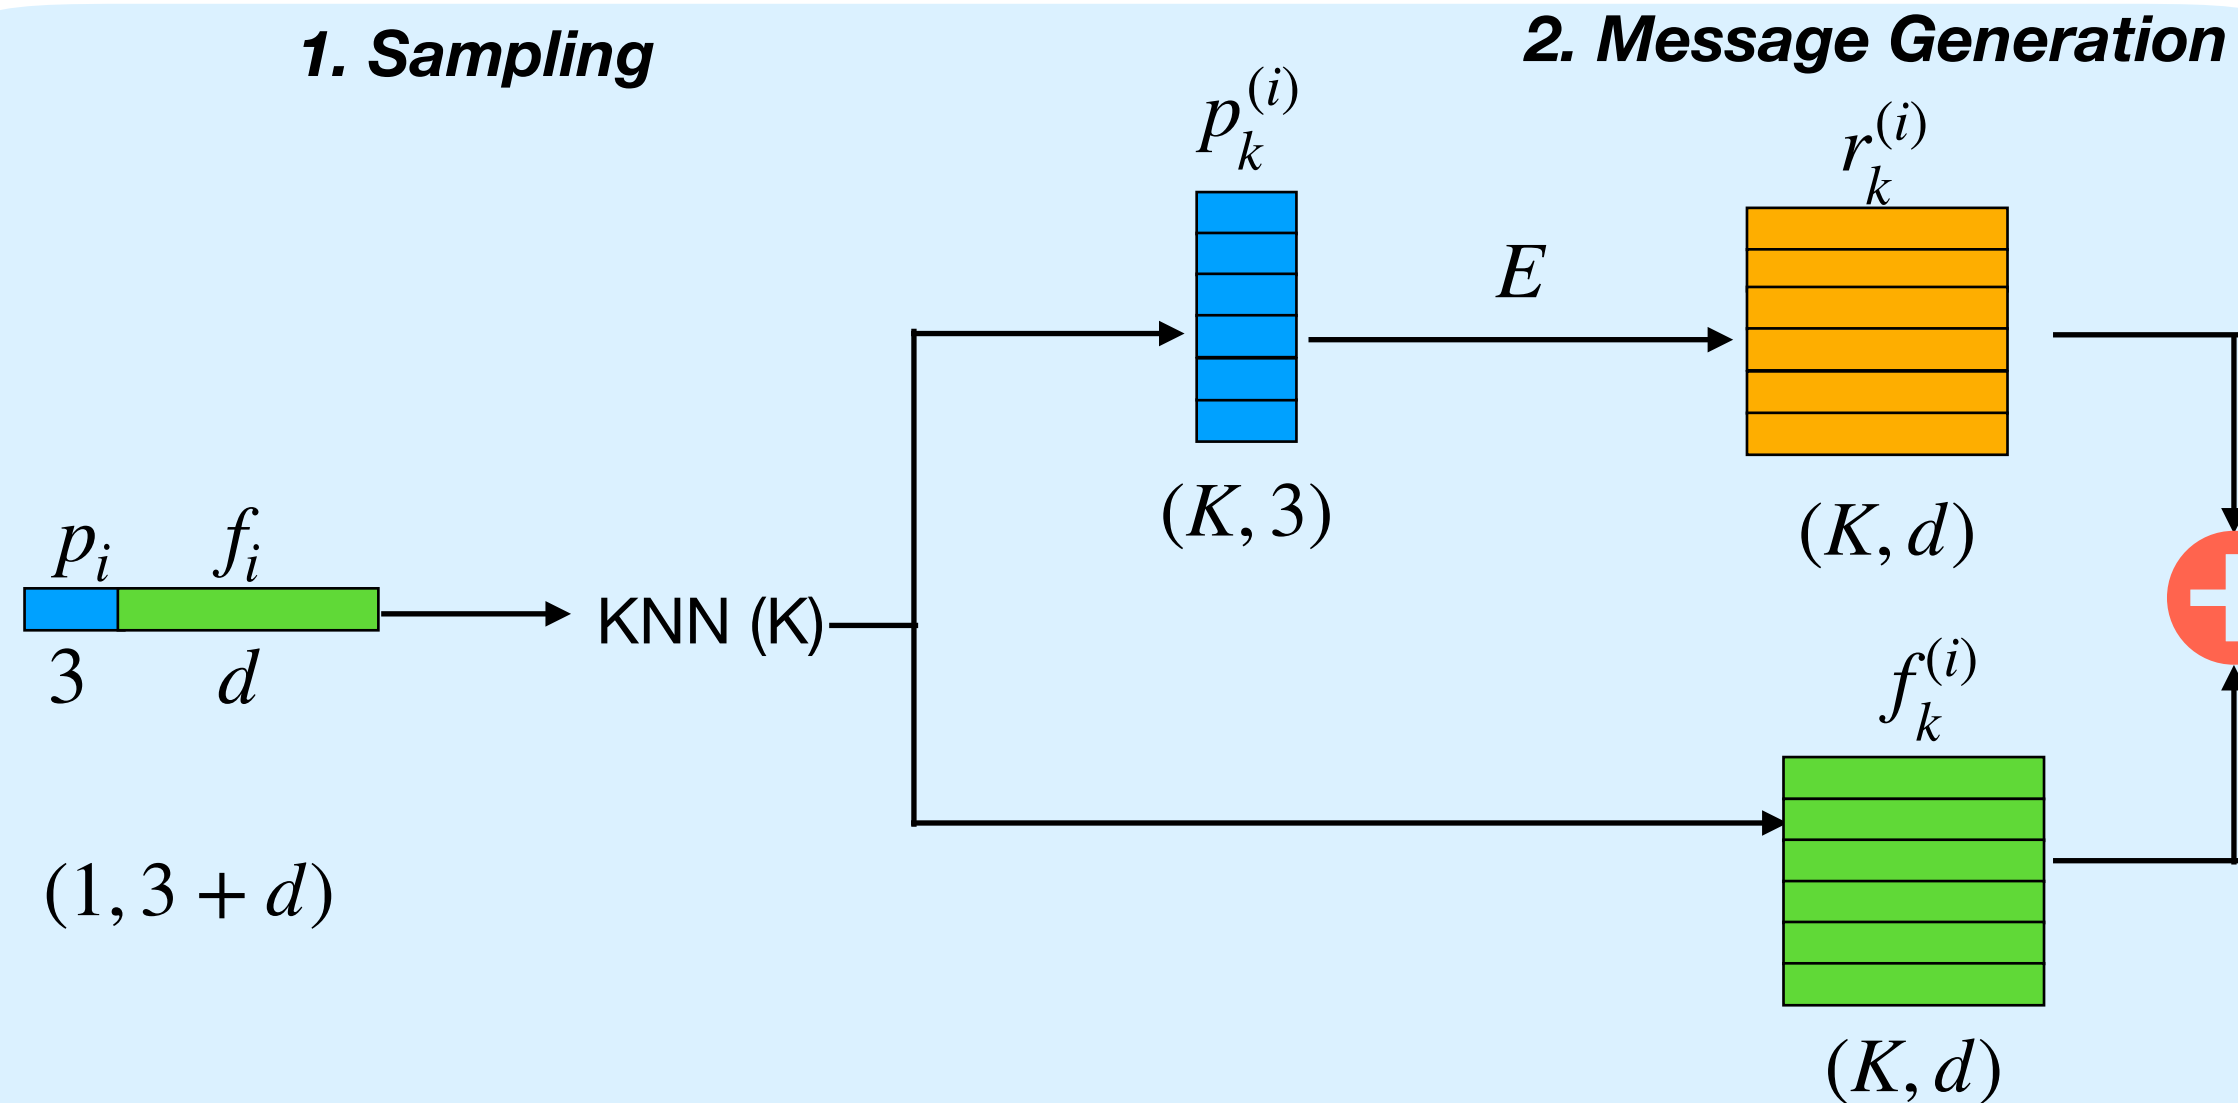 1. Sampling
2. Message Generation
p_k^{(i)}
r_k^{(i)}
E
(K, 3)
(K, d)
p_i f_i
KNN (K)
3 d
f_k^{(i)}
(1, 3 + d)
(K, d)